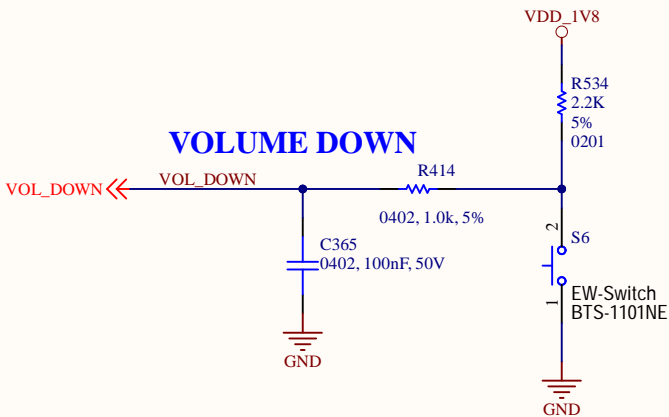 VDD_1V8
R534
2.2K
5%
0201
VOLUME DOWN
R414
VOL_DOWN
VOL_DOWN
0402, 1.0k, 5%
2
S6
C365
0402, 100nF, 50V
1
EW-Switch
BTS-1101NE
GND
GND